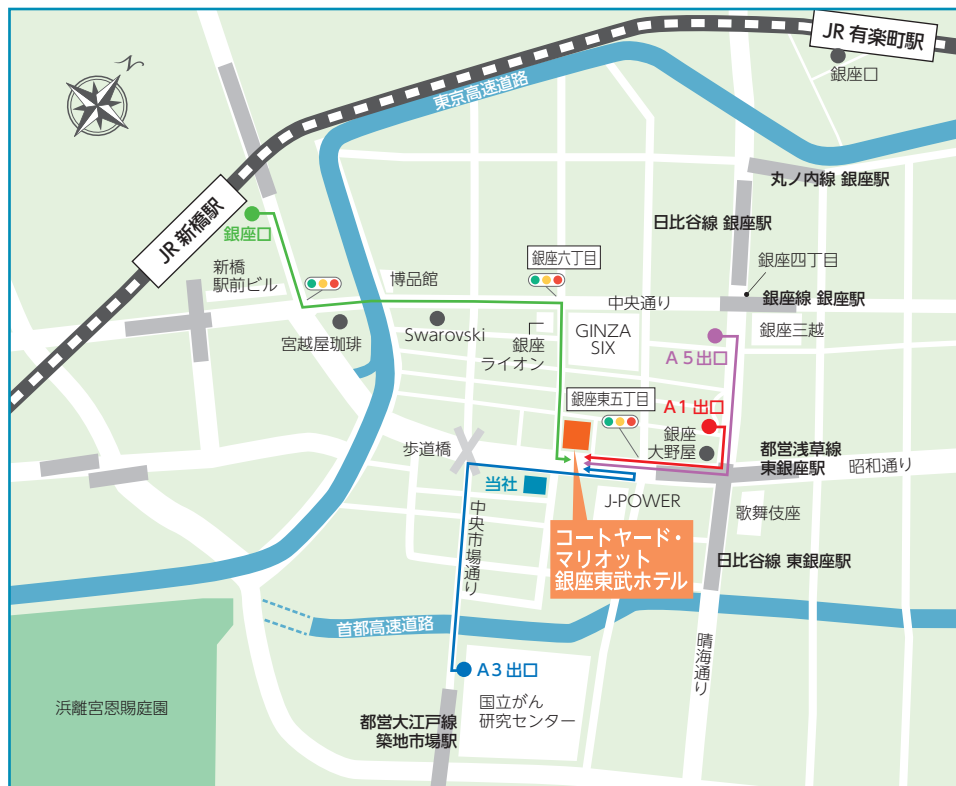 JR 有楽町駅
銀座口
N
東京高速道路
丸ノ内線 銀座駅
JR 新橋駅
銀座口
日比谷線 銀座駅
新橋
駅前ビル
博品館
銀座六丁目
銀座四丁目
中央通り
銀座線 銀座駅
宮越屋珈琲
Swarovski
銀座
ライオン
GINZA
SIX
銀座三越
A5出口
銀座東五丁目
A1出口
銀座
大野屋
都営浅草線
東銀座駅
昭和通り
歩道橋
当社
J-POWER
歌舞伎座
中央市場通り
コートヤード・
マリオット
銀座東武ホテル
日比谷線 東銀座駅
首都高速道路
晴海通り
A3出口
浜離宮恩賜庭園
国立がん
研究センター
都営大江戸線
築地市場駅